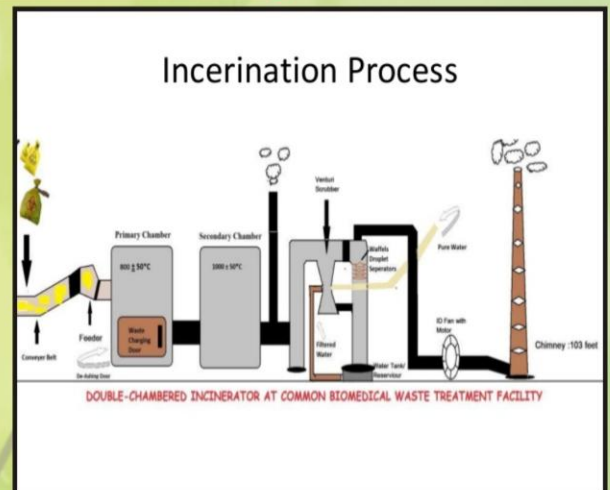 Incerination Process
Venturi
Scrubber
Primary Chamber
Secondary Chamber
Waffels
Droplet
Seperators
Pure Water
800 ± 50°C
1000 ± 50°C
Waste
Charging
Door
Feeder
Filtered
Water
ID Fan with
Motor
Chimney :103 feet
Conveyer Belt
De-Ashing Door
Water Tank/
Reserviour
DOUBLE-CHAMBERED INCINERATOR AT COMMON BIOMEDICAL WASTE TREATMENT FACILITY